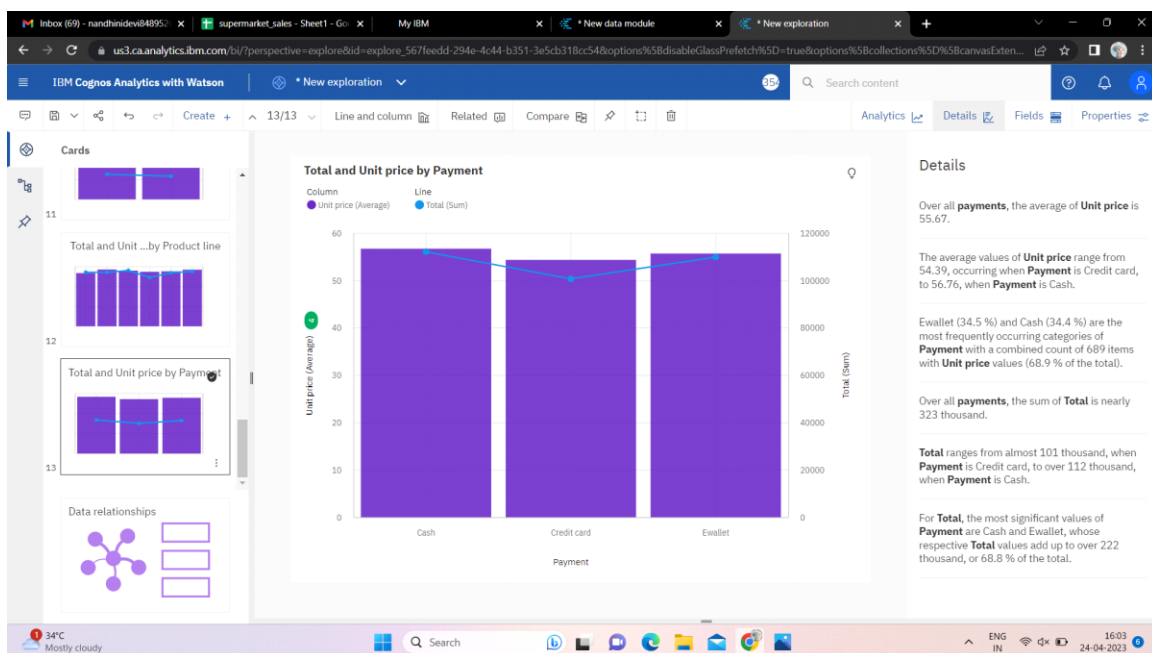 Inbox (69) - nandhinidevi848952
supermarket_sales - Sheet1 - Goo
My IBM
* New data module
* New exploration
us3.ca.analytics.ibm.com/bi/?perspective=explore&id=explore_567feedd-294e-4c44-b351-3e5cb318cc54&options%5BdisableGlassPrefetch%5D=true&options%5Bcollections%5D%5BcanvasExten...
IBM Cognos Analytics with Watson
* New exploration
354
Search content
Create +
13/13
Line and column
Related
Compare
Analytics
Details
Fields
Properties
Cards
11
Total and Unit ...by Product line
12
Total and Unit price by Payment
13
Data relationships
Total and Unit price by Payment
Column
Line
Unit price (Average)
Total (Sum)
60
50
40
30
20
10
0
Unit price (Average)
120000
100000
80000
60000
40000
20000
0
Total (Sum)
Cash
Credit card
Ewallet
Payment
Details
Over all payments, the average of Unit price is
55.67.
The average values of Unit price range from
54.39, occurring when Payment is Credit card,
to 56.76, when Payment is Cash.
Ewallet (34.5 %) and Cash (34.4 %) are the
most frequently occurring categories of
Payment with a combined count of 689 items
with Unit price values (68.9 % of the total).
Over all payments, the sum of Total is nearly
323 thousand.
Total ranges from almost 101 thousand, when
Payment is Credit card, to over 112 thousand,
when Payment is Cash.
For Total, the most significant values of
Payment are Cash and Ewallet, whose
respective Total values add up to over 222
thousand, or 68.8 % of the total.
1
34°C
Mostly cloudy
Search
ENG
IN
16:03
24-04-2023
6